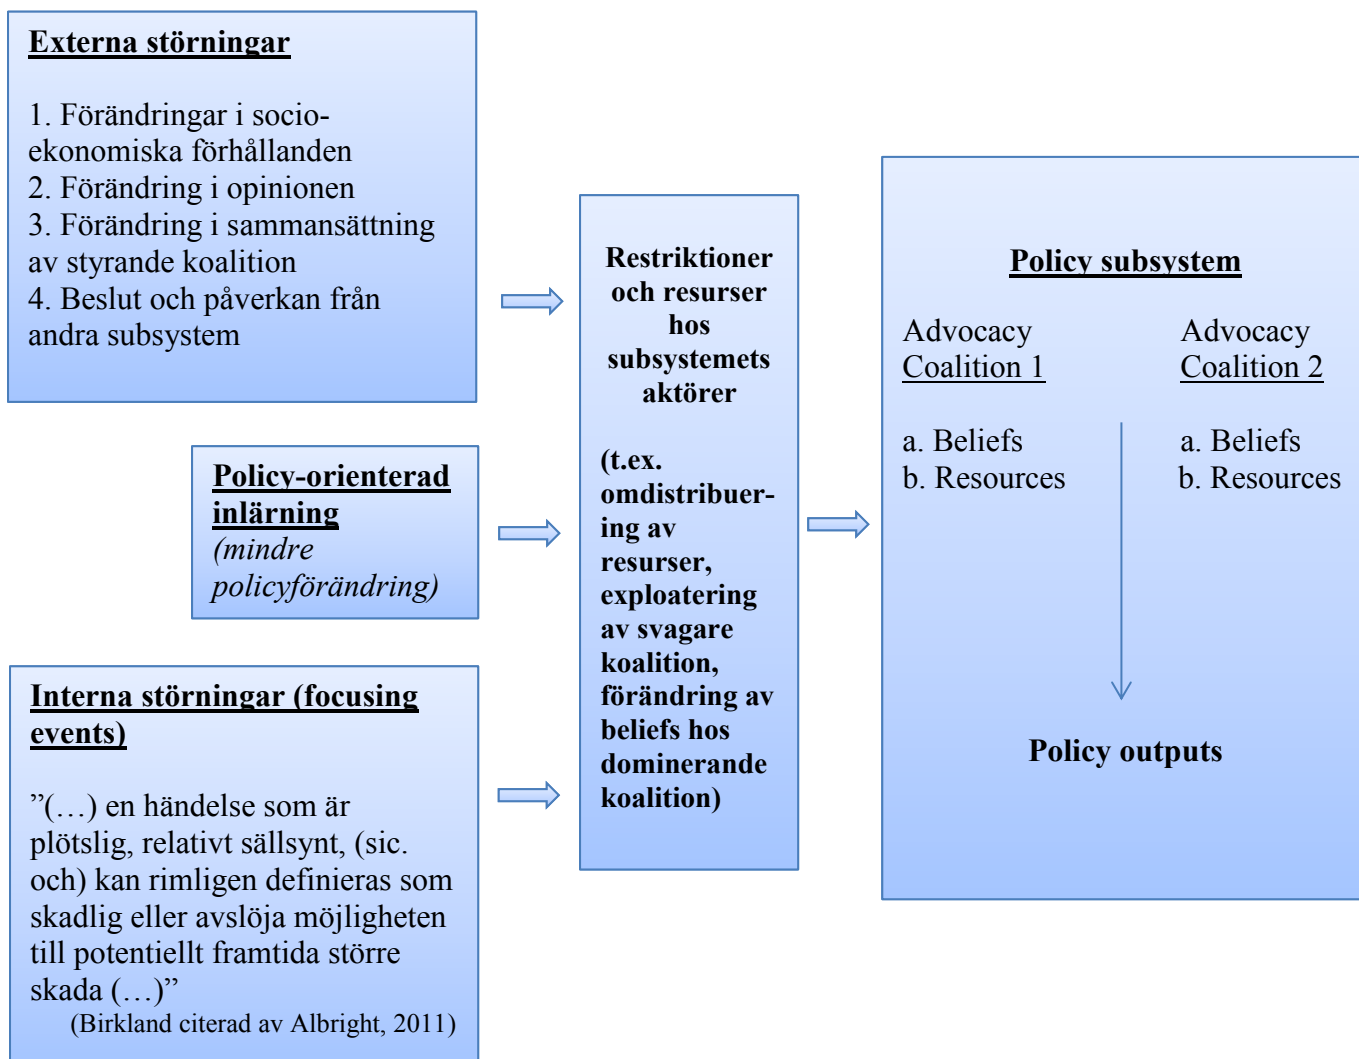 Externa störningar
1. Förändringar i socio-
ekonomiska förhållanden
2. Förändring i opinionen
3. Förändring i sammansättning
av styrande koalition
4. Beslut och påverkan från
andra subsystem
Policy-orienterad
inlärning
(mindre
policyförändring)
Interna störningar (focusing
events)
”(…) en händelse som är
plötslig, relativt sällsynt, (sic.
och) kan rimligen definieras som
skadlig eller avslöja möjligheten
till potentiellt framtida större
skada (…)”
(Birkland citerad av Albright, 2011)
Restriktioner
och resurser
hos
subsystemets
aktörer
(t.ex.
omdistribuer-
ing av
resurser,
exploatering
av svagare
koalition,
förändring av
beliefs hos
dominerande
koalition)
Policy subsystem
Advocacy
Coalition 1
a. Beliefs
b. Resources
Advocacy
Coalition 2
a. Beliefs
b. Resources
Policy outputs